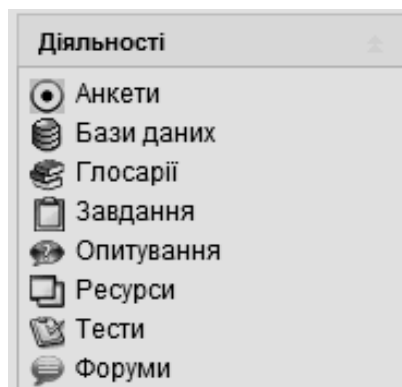 Діяльності
Анкети
Бази даних
Глосарії
Завдання
Опитування
Ресурси
Тести
Форуми